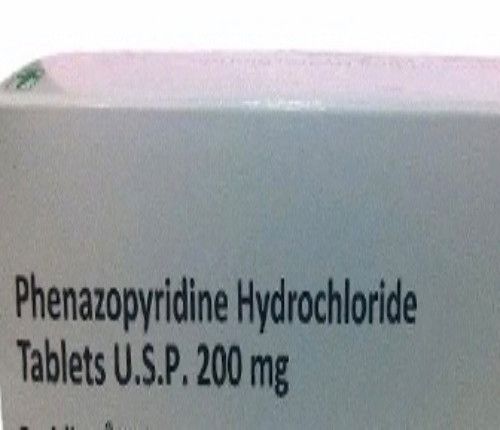 Phenazopyridine Hydrochloride
Tablets U.S.P. 200 mg